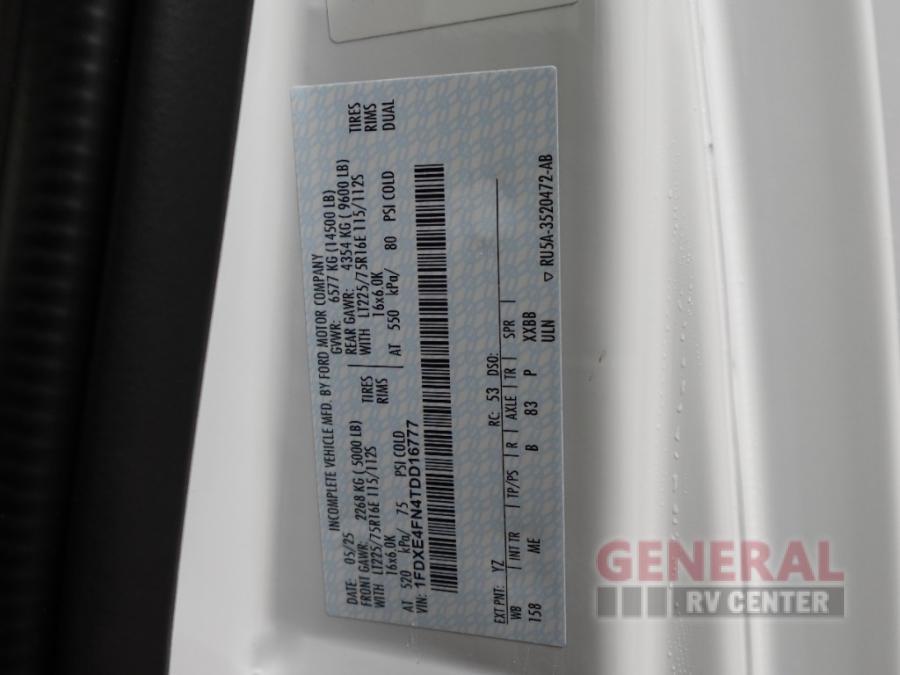 INCOMPLETE VEHICLE MFD. BY FORD MOTOR COMPANY
DATE: 05/25 GVWR: 6577 KG (14500 LB)
FRONT GAWR: 2268 KG ( 5000 LB) REAR GAWR: 4354 KG ( 9600 LB)
WITH LT225/75R16E 115/112S TIRES WITH LT225/75R16E 115/112S TIRES
16x6.0K RIMS 16x6.0K RIMS
AT 520 kPa/ 75 PSI COLD AT 550 kPa/ 80 PSI COLD DUAL
VIN: 1FDXE4FN4TDD16777
EXT PNT: YZ RC: 53 DSO:
WB INT TR TP/PS R AXLE TR SPR
158 ME B 83 P XXBB
ULN ▽ RU5A-3520472-AB
GENERAL
RV CENTER